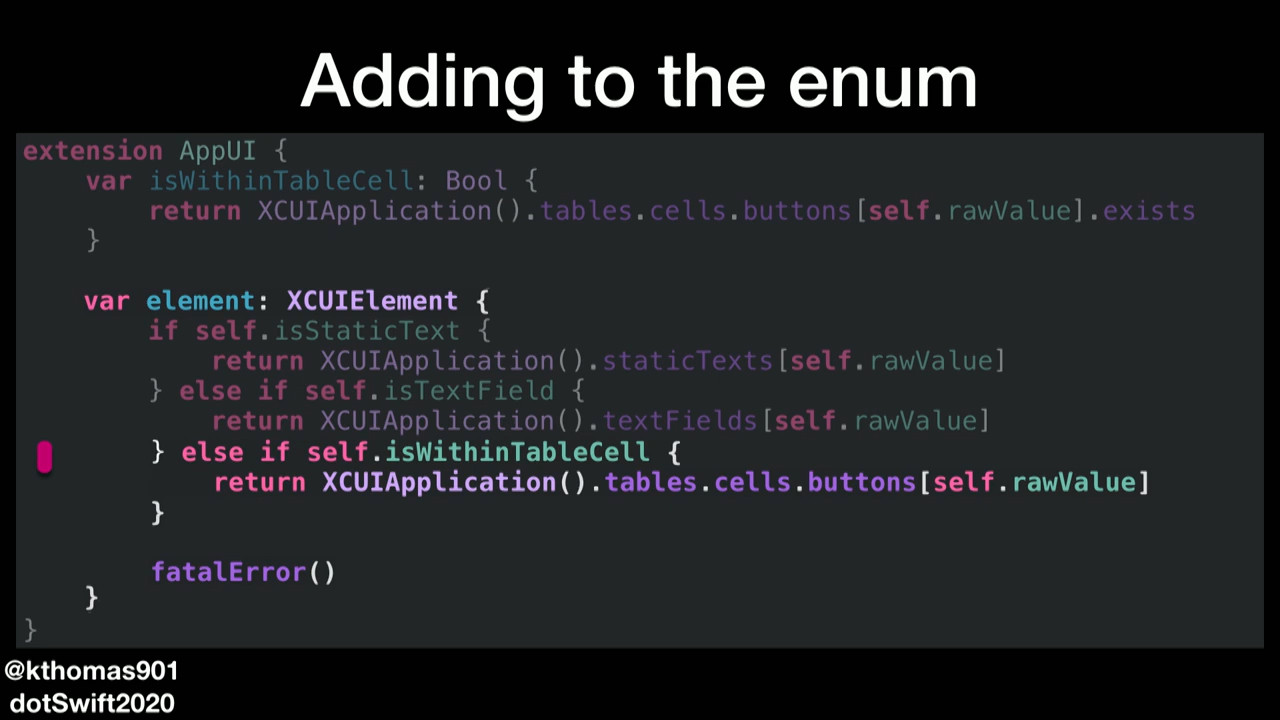 Adding to the enum
extension AppUI {
    var isWithinTableCell: Bool {
        return XCUIApplication().tables.cells.buttons[self.rawValue].exists
    }

    var element: XCUIElement {
        if self.isStaticText {
            return XCUIApplication().staticTexts[self.rawValue]
        } else if self.isTextField {
            return XCUIApplication().textFields[self.rawValue]
        } else if self.isWithinTableCell {
            return XCUIApplication().tables.cells.buttons[self.rawValue]
        }

        fatalError()
    }
}
@kthomas901
dotSwift2020